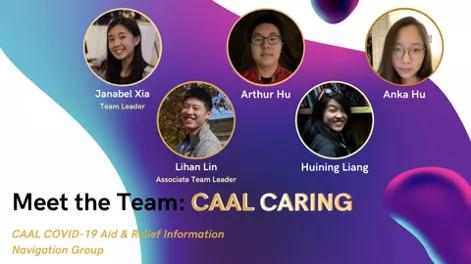 Janabel Xia
Team Leader
Arthur Hu
Anka Hu
Lihan Lin
Associate Team Leader
Huining Liang
Meet the Team: CAAL CARING
CAAL COVID-19 Aid & Relief Information
Navigation Group